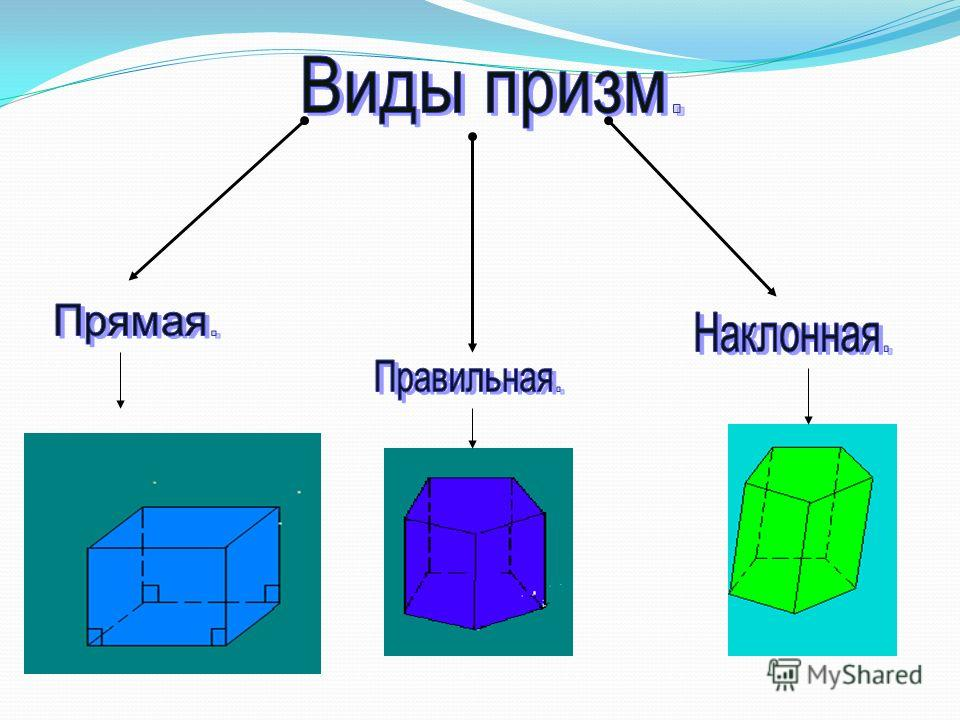 Виды призм.
Прямая.
Наклонная.
Правильная.
MyShared